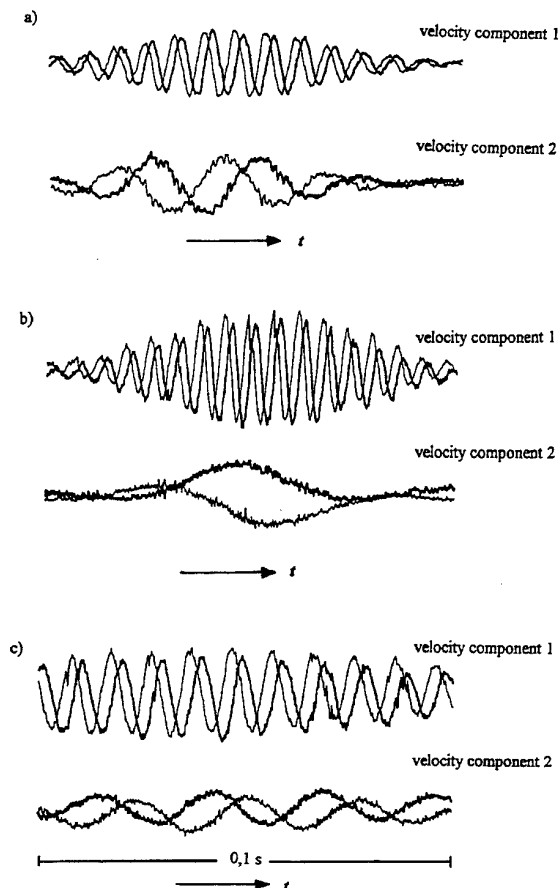 a)
velocity component 1
velocity component 2
t
b)
velocity component 1
velocity component 2
t
c)
velocity component 1
velocity component 2
0,1 s
t